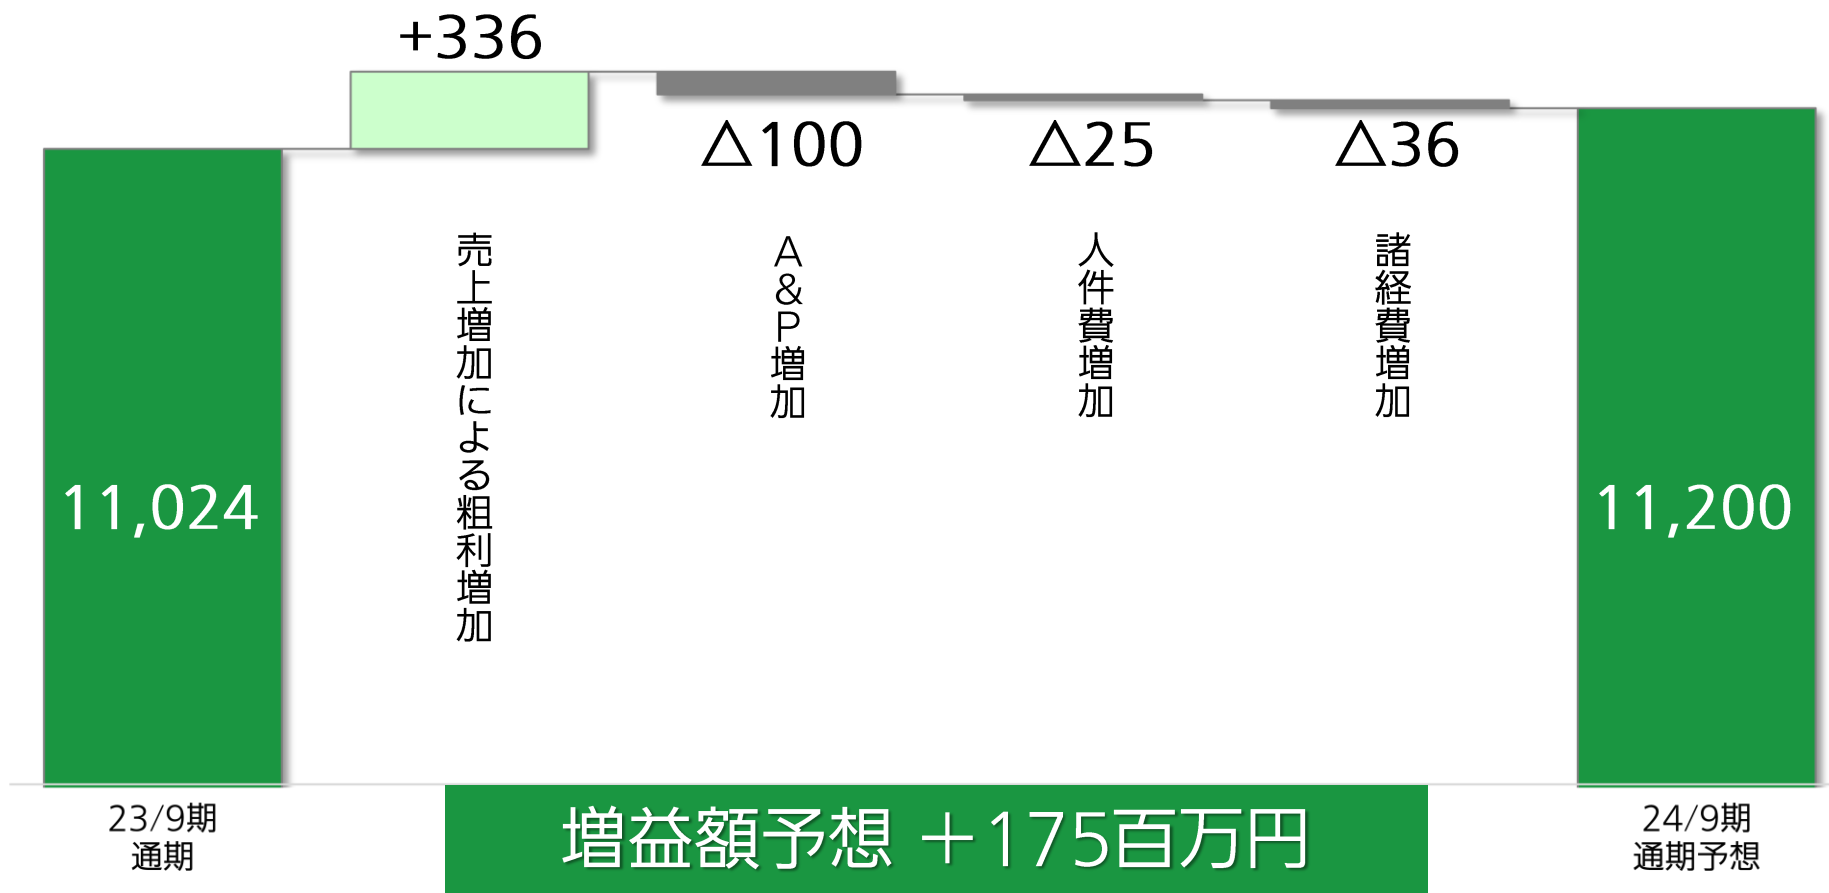 +336
△100
△25
△36
売上増加による粗利増加
A&P増加
人件費増加
諸経費増加
11,024
11,200
23/9期
通期
増益額予想 +175百万円
24/9期
通期予想